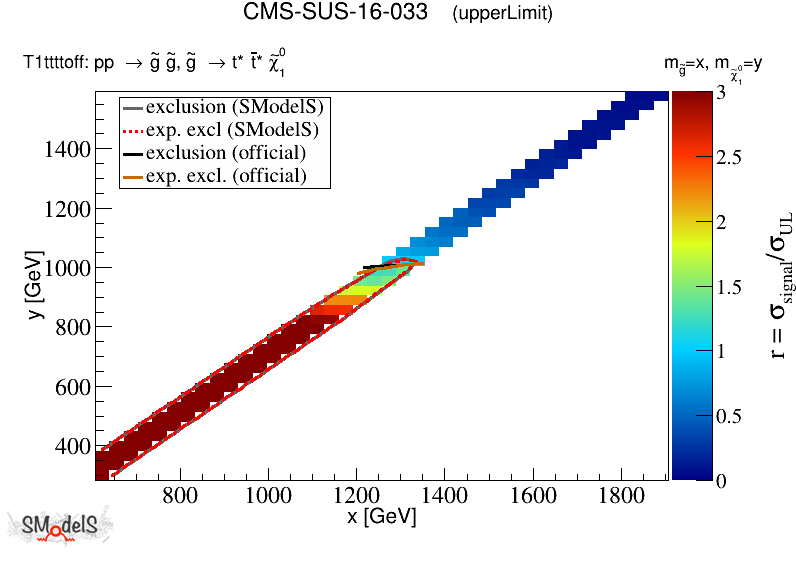 CMS-SUS-16-033 (upperLimit)
T1ttttoff: pp → g̃ g̃, g̃ → t* t̄* χ̃⁰₁
m_g̃=x, m_χ̃⁰₁=y
exclusion (SModelS)
exp. excl (SModelS)
exclusion (official)
exp. excl. (official)
y [GeV]
1400
1200
1000
800
600
400
800 1000 1200 1400 1600 1800
x [GeV]
3
2.5
2
1.5
1
0.5
0
r = σ_signal/σ_UL
SModelS